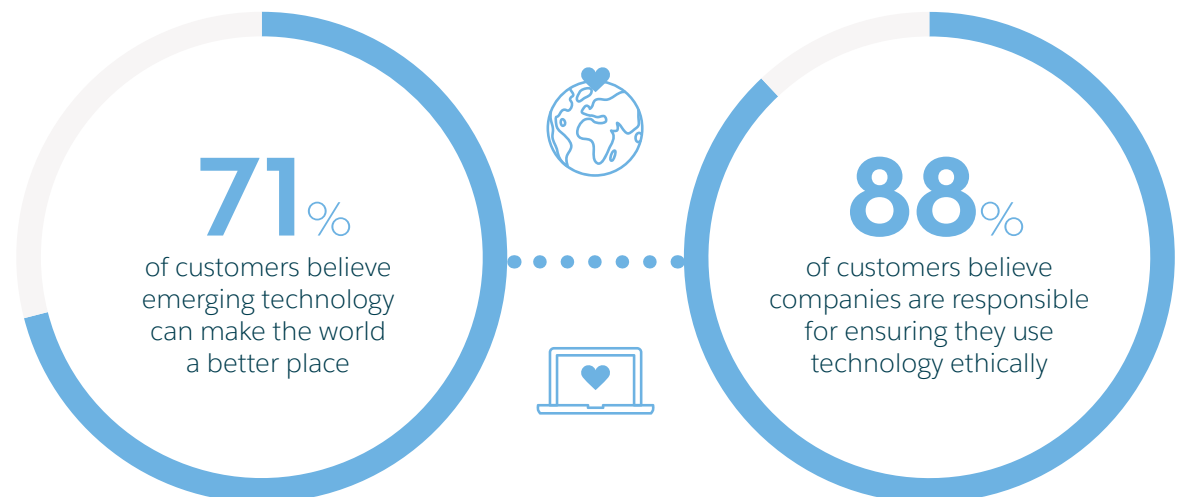 71%
of customers believe
emerging technology
can make the world
a better place
88%
of customers believe
companies are responsible
for ensuring they use
technology ethically